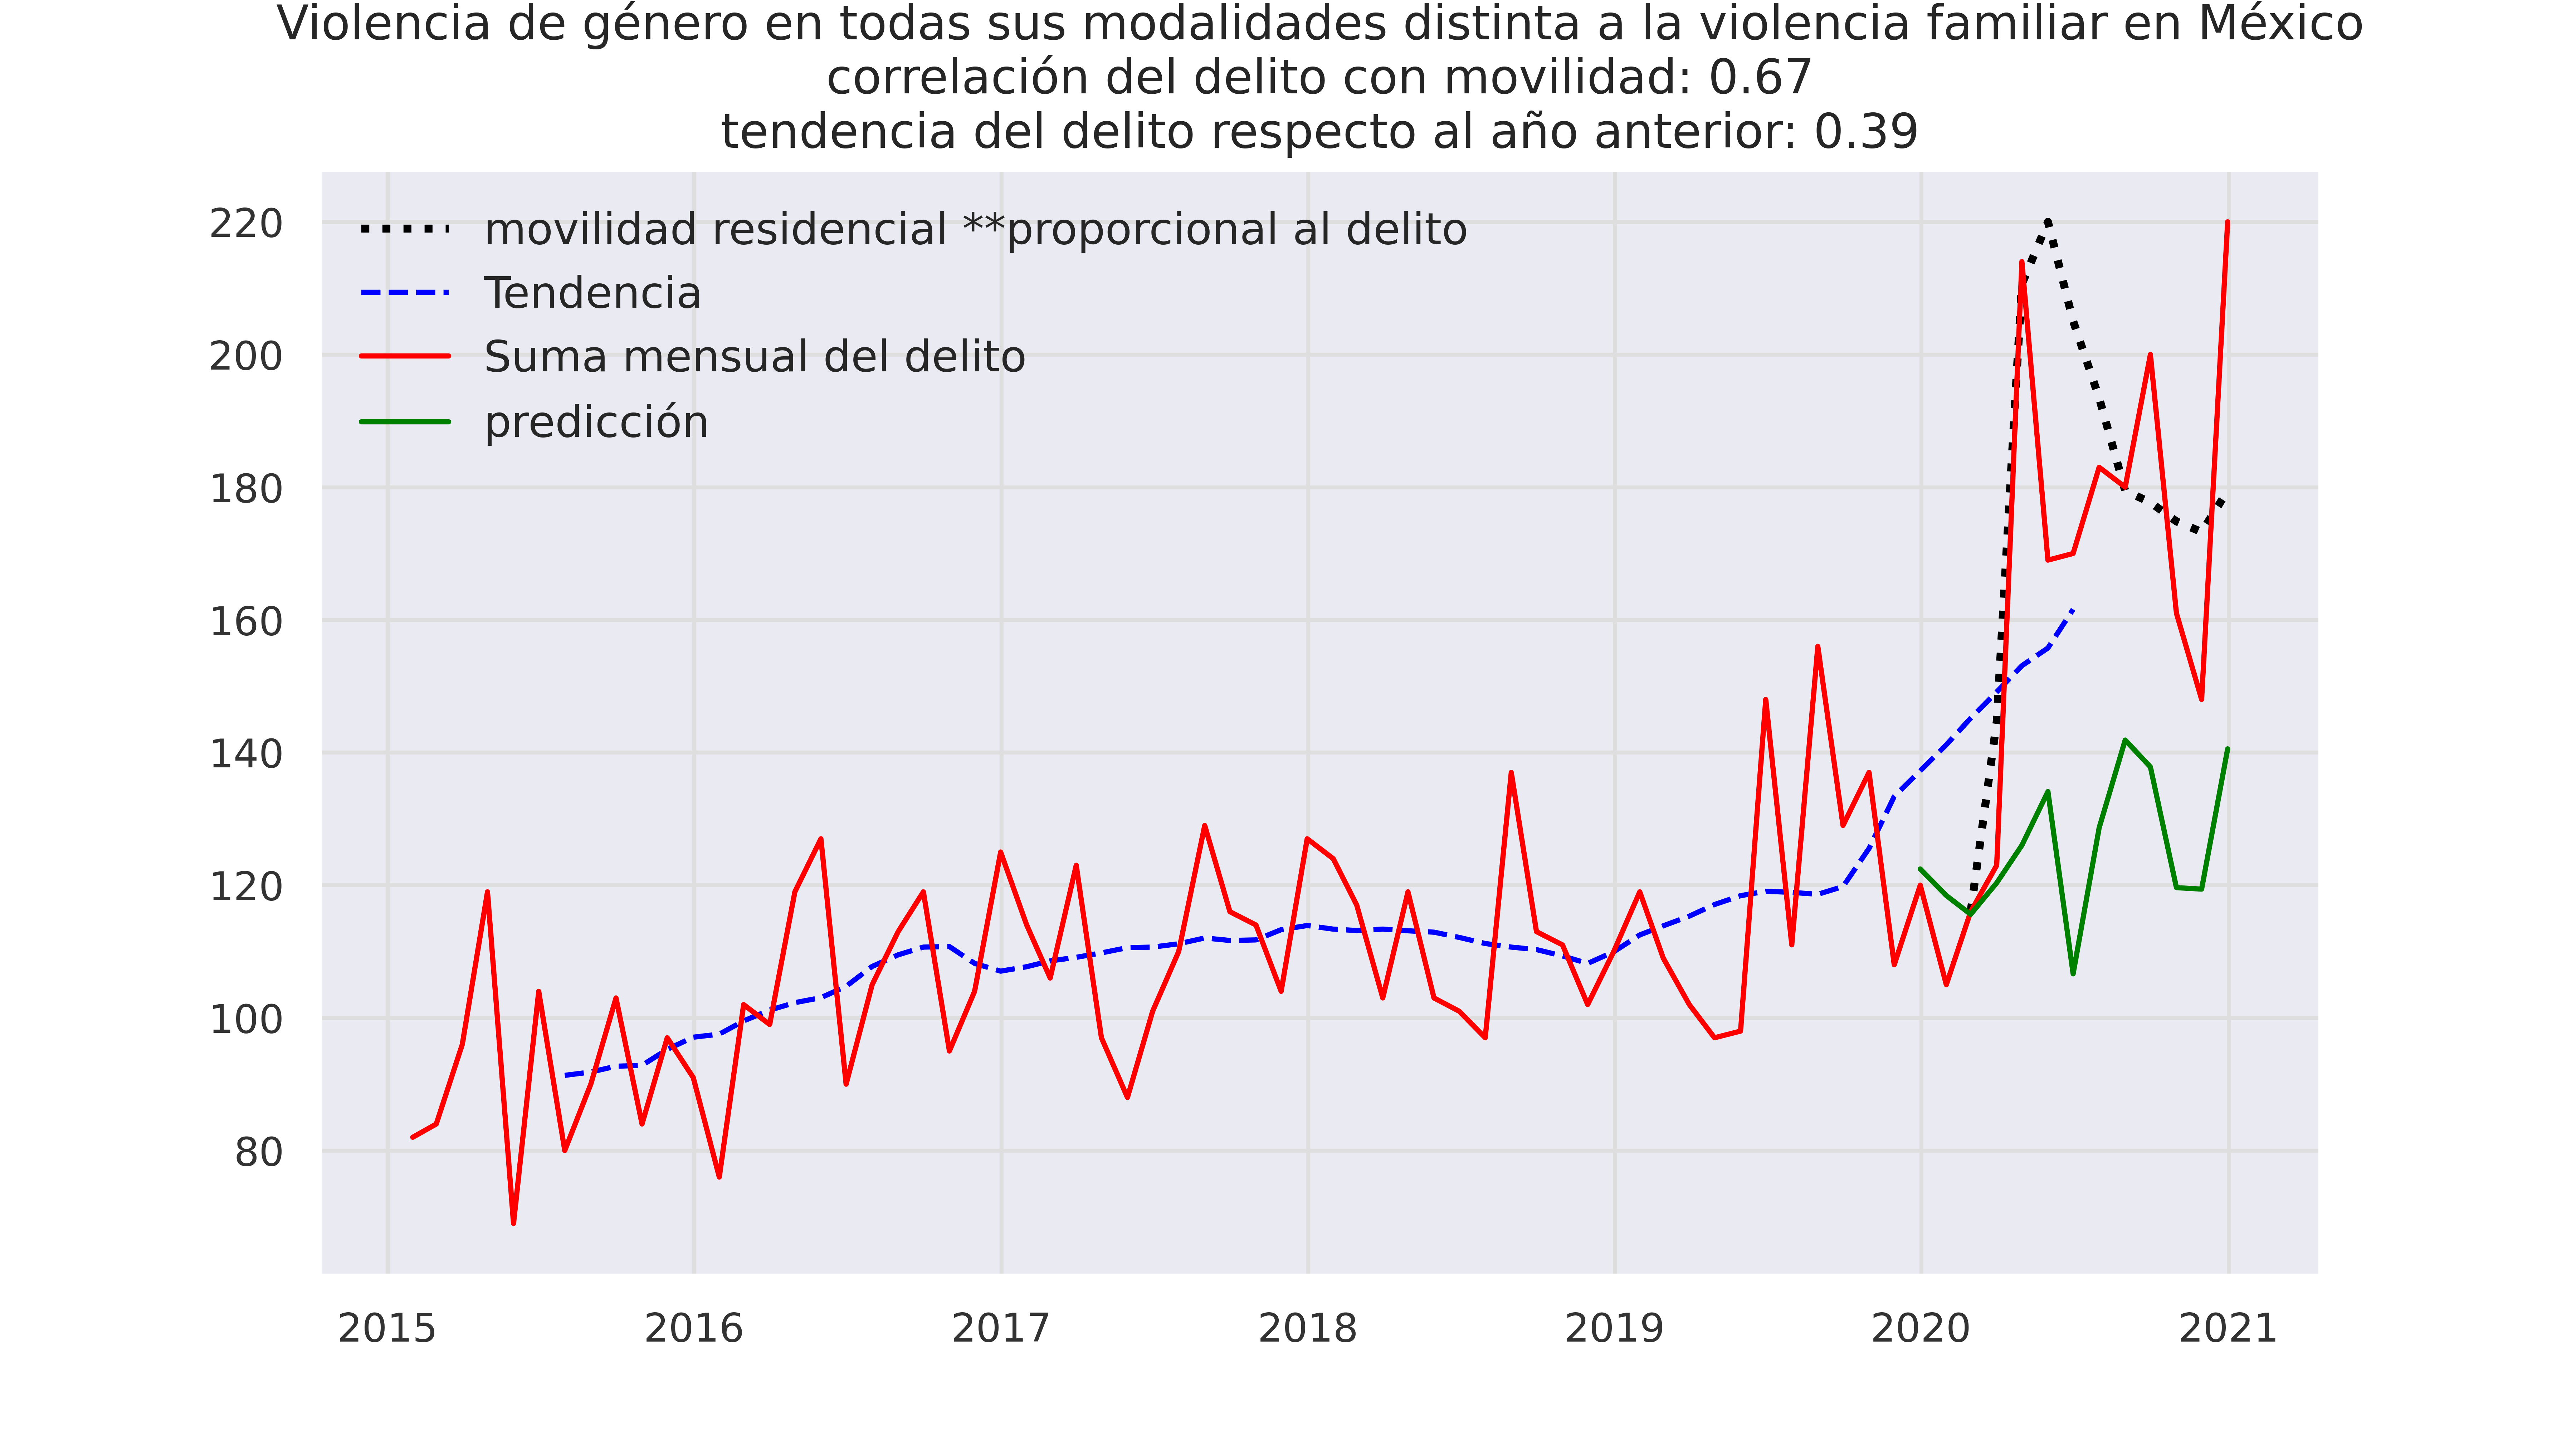 Violencia de género en todas sus modalidades distinta a la violencia familiar en México
correlación del delito con movilidad: 0.67
tendencia del delito respecto al año anterior: 0.39
movilidad residencial **proporcional al delito
Tendencia
Suma mensual del delito
predicción
220
200
180
160
140
120
100
80
2015 2016 2017 2018 2019 2020 2021